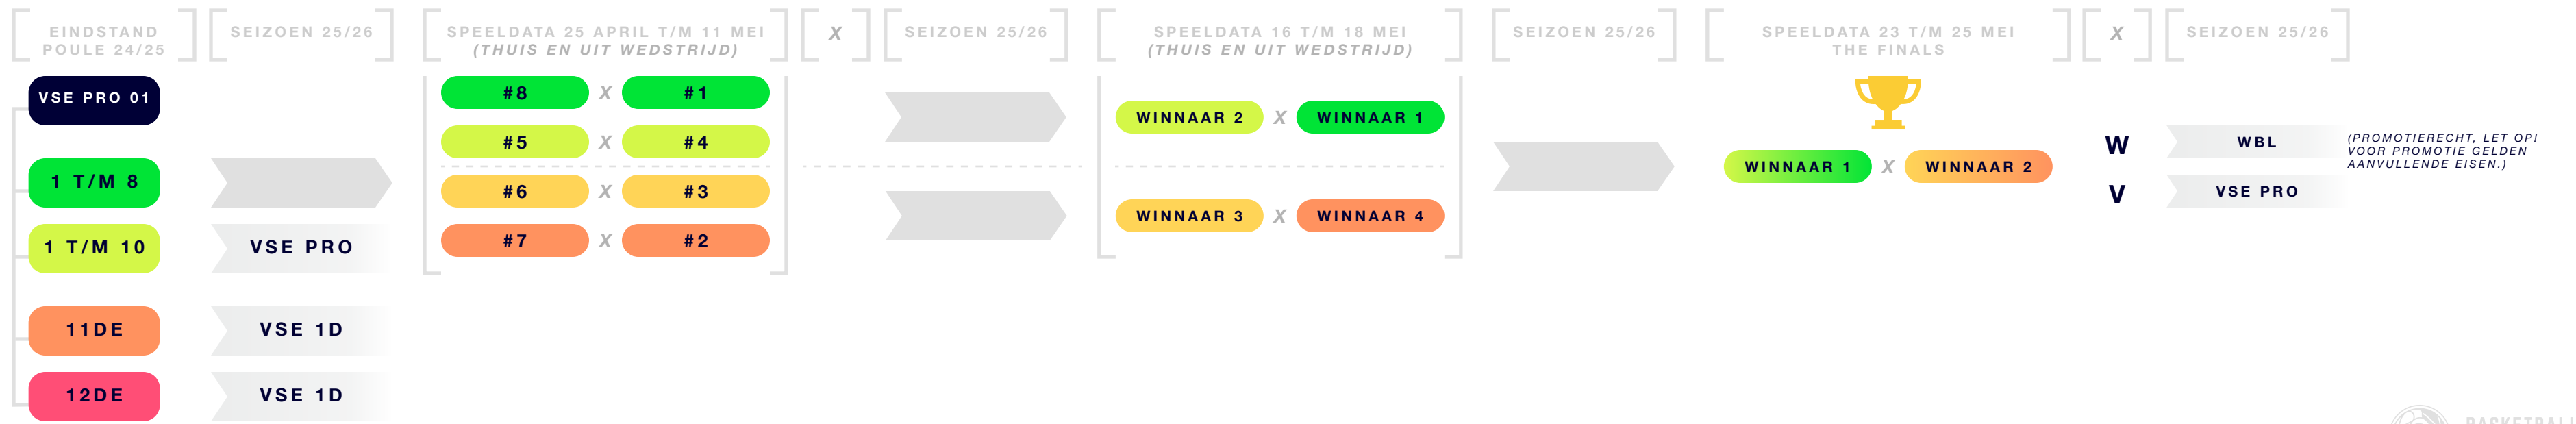 EINDSTAND
POULE 24/25
SEIZOEN 25/26
SPEELDATA 25 APRIL T/M 11 MEI
(THUIS EN UIT WEDSTRIJD)
X
SEIZOEN 25/26
SPEELDATA 16 T/M 18 MEI
(THUIS EN UIT WEDSTRIJD)
SEIZOEN 25/26
SPEELDATA 23 T/M 25 MEI
THE FINALS
X
SEIZOEN 25/26
VSE PRO 01
1 T/M 8
1 T/M 10
VSE PRO
11DE
VSE 1D
12DE
VSE 1D
#8 X #1
#5 X #4
#6 X #3
#7 X #2
WINNAAR 2 X WINNAAR 1
WINNAAR 3 X WINNAAR 4
WINNAAR 1 X WINNAAR 2
W WBL
(PROMOTIERECHT, LET OP!
VOOR PROMOTIE GELDEN
AANVULLENDE EISEN.)
V VSE PRO